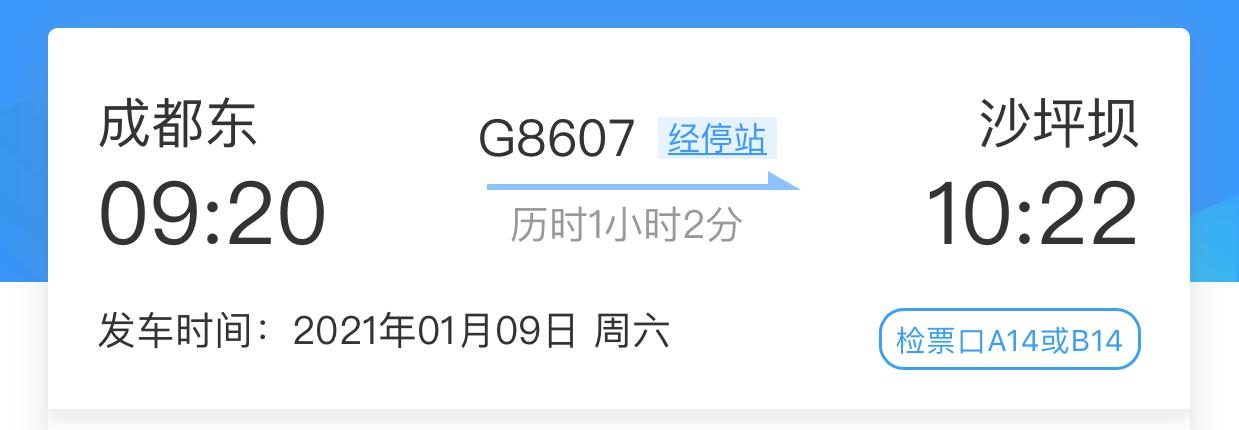 成都东
G8607 经停站
沙坪坝
09:20
历时1小时2分
10:22
发车时间：2021年01月09日 周六
检票口A14或B14